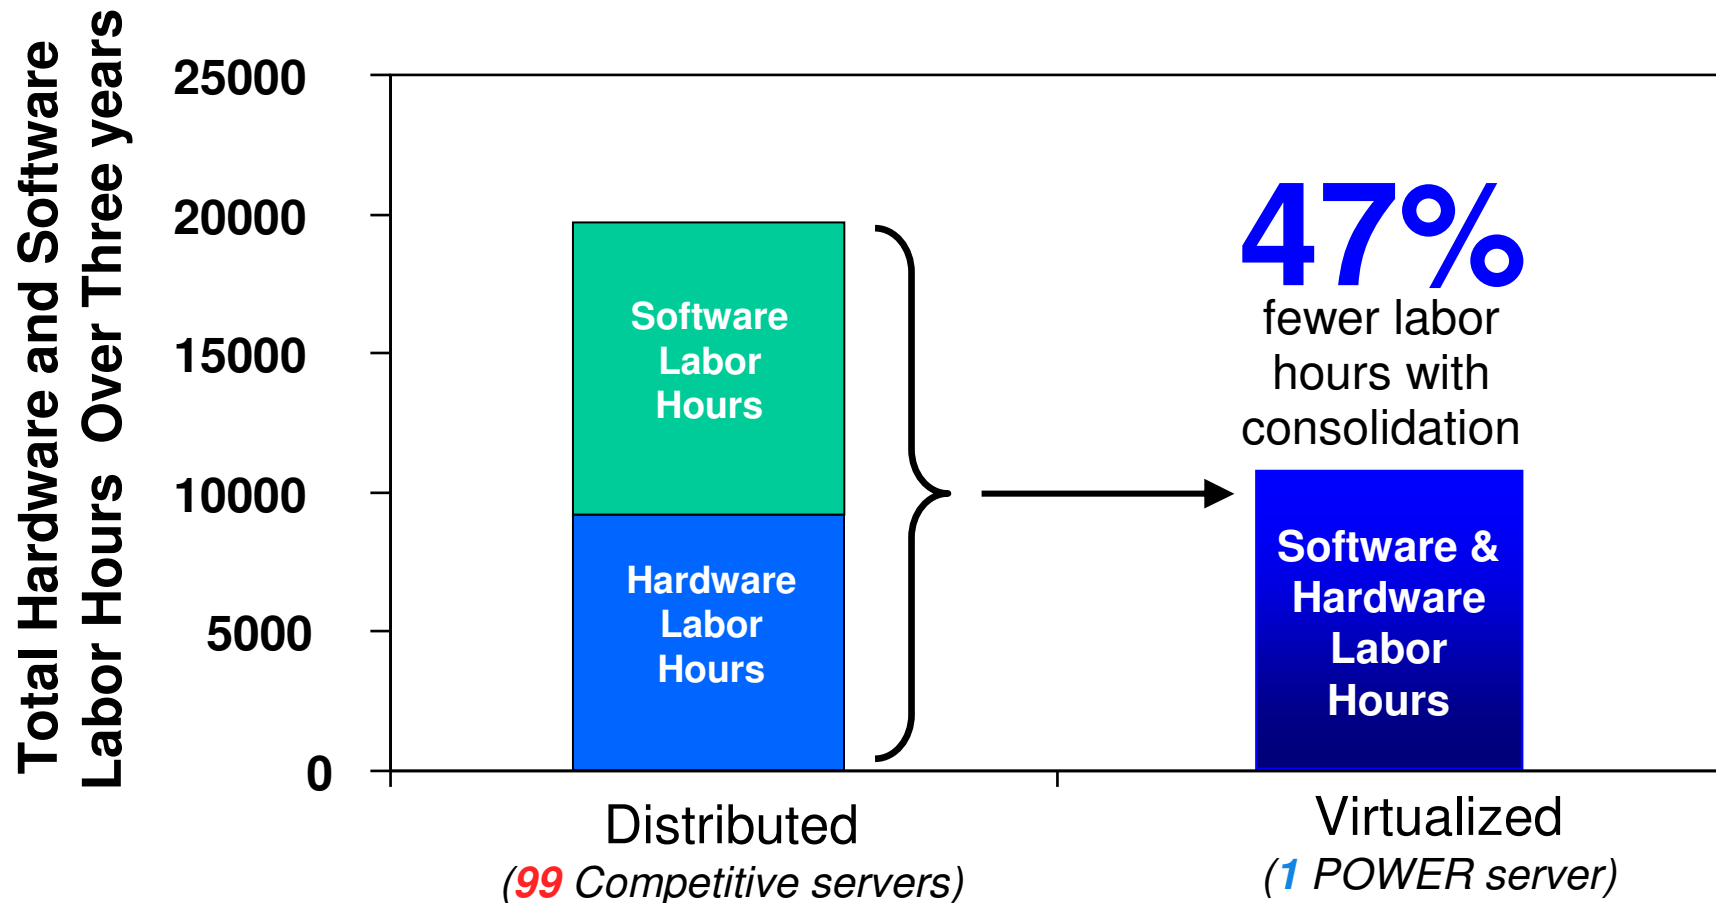 Total Hardware and Software
Labor Hours Over Three years
25000
20000
15000
10000
5000
0
Software
Labor
Hours
Hardware
Labor
Hours
47%
fewer labor
hours with
consolidation
Software &
Hardware
Labor
Hours
Distributed
(99 Competitive servers)
Virtualized
(1 POWER server)